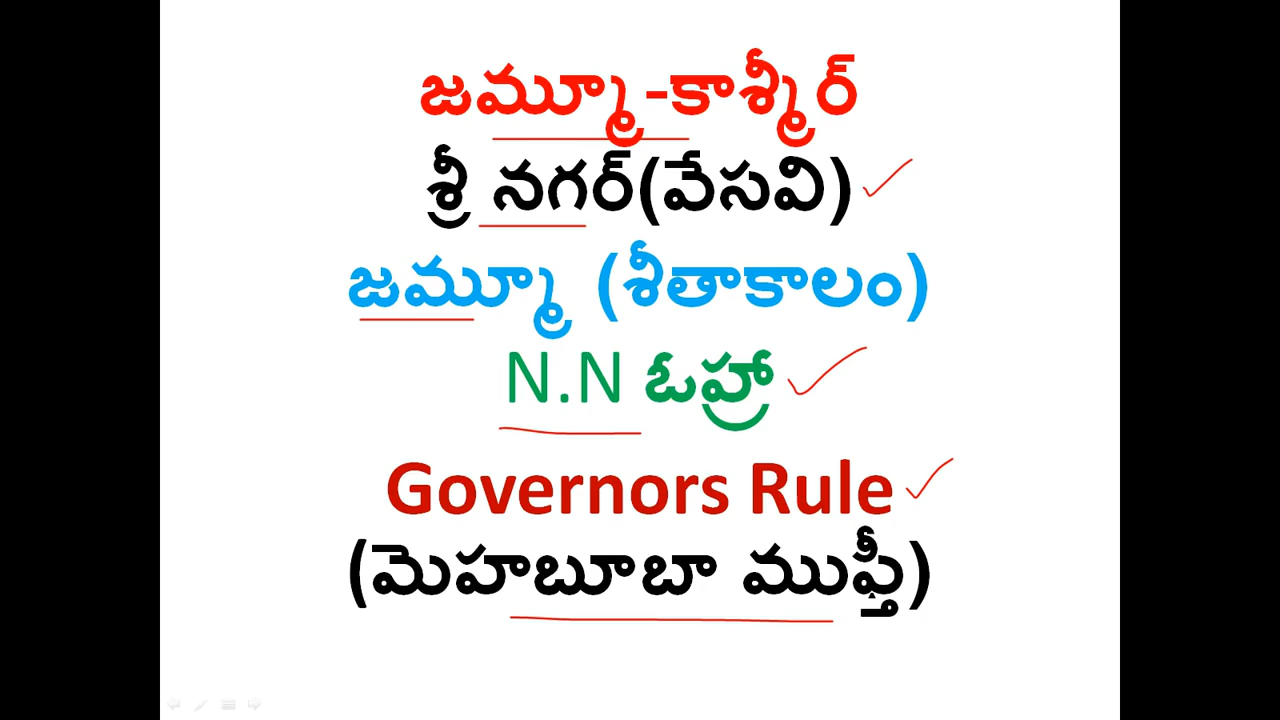 జమ్మూ-కాశ్మీర్
శ్రీ నగర్(వేసవి)
జమ్మూ (శీతాకాలం)
N.N ఓహ్రా
Governors Rule
(మెహబూబా ముఫ్తీ)